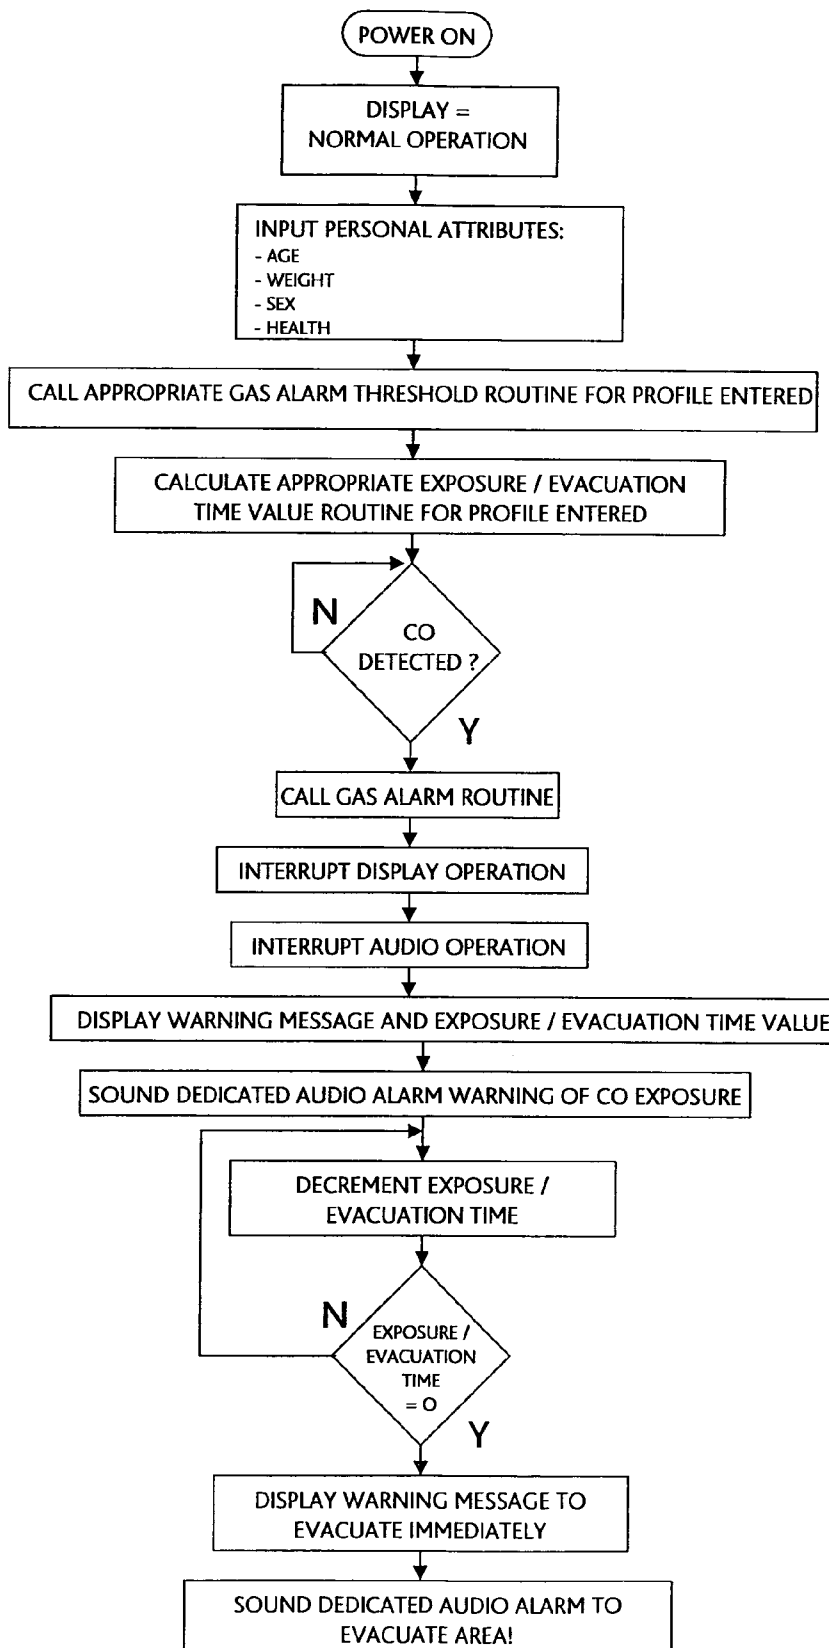 POWER ON
DISPLAY =
NORMAL OPERATION
INPUT PERSONAL ATTRIBUTES:
- AGE
- WEIGHT
- SEX
- HEALTH
CALL APPROPRIATE GAS ALARM THRESHOLD ROUTINE FOR PROFILE ENTERED
CALCULATE APPROPRIATE EXPOSURE / EVACUATION
TIME VALUE ROUTINE FOR PROFILE ENTERED
N
CO
DETECTED ?
Y
CALL GAS ALARM ROUTINE
INTERRUPT DISPLAY OPERATION
INTERRUPT AUDIO OPERATION
DISPLAY WARNING MESSAGE AND EXPOSURE / EVACUATION TIME VALUE
SOUND DEDICATED AUDIO ALARM WARNING OF CO EXPOSURE
DECREMENT EXPOSURE /
EVACUATION TIME
N
EXPOSURE /
EVACUATION
TIME
= O
Y
DISPLAY WARNING MESSAGE TO
EVACUATE IMMEDIATELY
SOUND DEDICATED AUDIO ALARM TO
EVACUATE AREA!